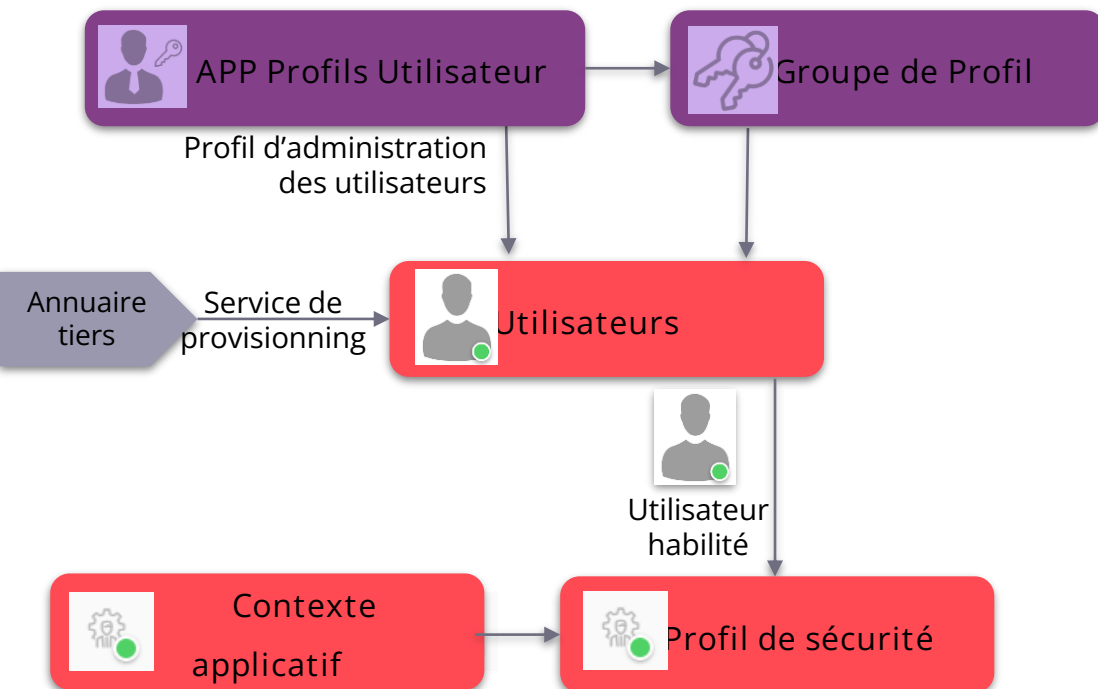 APP Profils Utilisateur
Groupe de Profil
Profil d’administration
des utilisateurs
Annuaire
tiers
Service de
provisionning
Utilisateurs
Utilisateur
habilité
Contexte
applicatif
Profil de sécurité